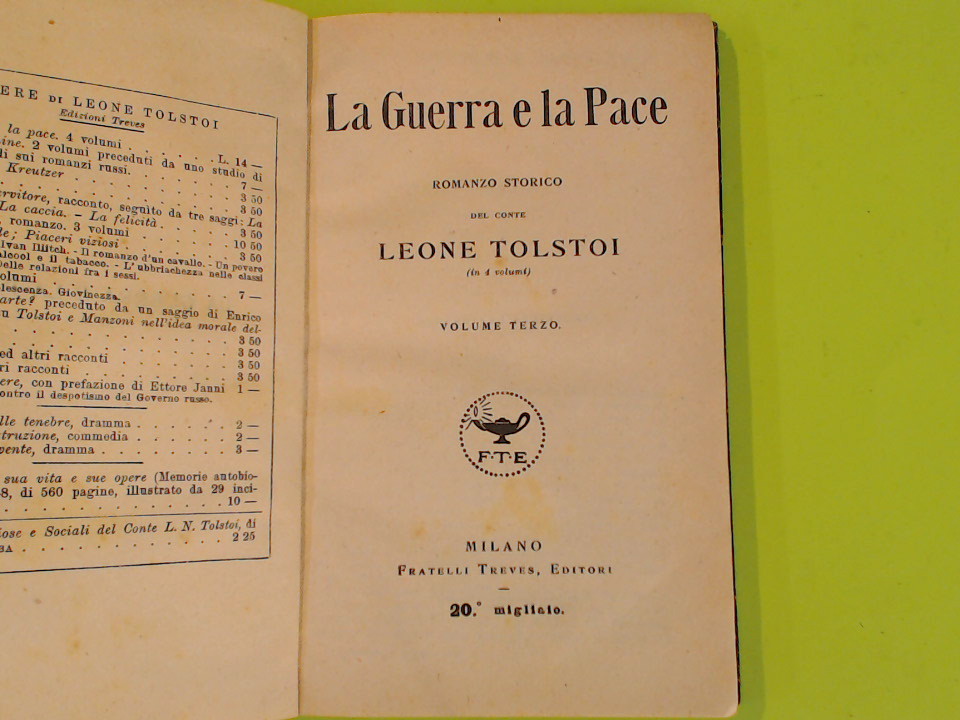 ERE DI LEONE TOLSTOI
Edizioni Treves
la pace. 4 volumi . . . . . . L. 14 —
ine. 2 volumi preceduti da uno studio di
li sui romanzi russi. . . . . . . 7 —
Kreutzer . . . . . . . . 3 50
. . . . . . . . . . 3 50
ervitore, racconto, seguito da tre saggi: La
La caccia. - La felicità . . . . . 3 50
romanzo. 3 volumi . . . . . . 10 50
le; Piaceri viziosi . . . . . . 3 50
Ivan Illitch. - Il romanzo d'un cavallo. - Un povero
alcool e il tabacco. - L'ubbriachezza nelle classi
Delle relazioni fra i sessi.
olumi . . . . . . . . . 7 —
olescenza. Giovinezza.
arte? preceduto da un saggio di Enrico
su Tolstoi e Manzoni nell'idea morale del-
. . . . . . . . . . 3 50
ed altri racconti . . . . . . 3 50
ri racconti . . . . . . . . 3 50
ere, con prefazione di Ettore Janni 1 —
contro il despotismo del Governo russo.
lle tenebre, dramma . . . . . 2 —
truzione, commedia . . . . . 2 —
vente, dramma . . . . . . . 3 —
sua vita e sue opere (Memorie autobio-
8, di 560 pagine, illustrato da 29 inci-
. . . . . . . . . . 10 —
iose e Sociali del Conte L. N. Tolstoi, di
SA . . . . . . . . . . 2 25
La Guerra e la Pace
ROMANZO STORICO
DEL CONTE
LEONE TOLSTOI
(in 4 volumi)
VOLUME TERZO.
F·T·E
MILANO
FRATELLI TREVES, EDITORI
20.° migliaio.